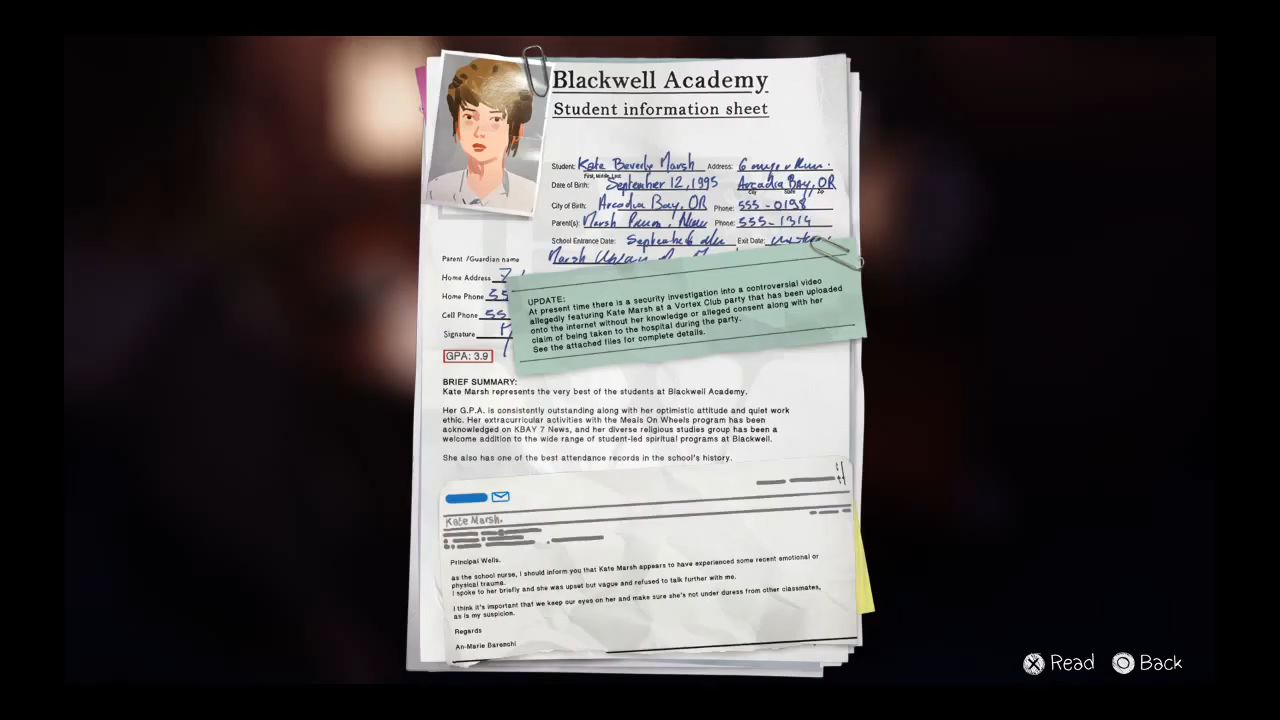 Blackwell Academy
Student information sheet
Student: Kate Beverly Marsh Address:
First, Middle, Last
Date of Birth: September 12, 1995 Arcadia Bay, OR
City State Zip
City of Birth: Arcadia Bay, OR Phone: 555-0198
Parent(s): Marsh Phone: 555-1314
School Entrance Date: Exit Date:
Marsh
Parent /Guardian name
Home Address 7
Home Phone 55
Cell Phone 55
Signature
GPA: 3.9
UPDATE:
At present time there is a security investigation into a controversial video
allegedly featuring Kate Marsh at a Vortex Club party that has been uploaded
onto the internet without her knowledge or alleged consent along with her
claim of being taken to the hospital during the party.
See the attached files for complete details.
BRIEF SUMMARY:
Kate Marsh represents the very best of the students at Blackwell Academy.
Her G.P.A. is consistently outstanding along with her optimistic attitude and quiet work
ethic. Her extracurricular activities with the Meals On Wheels program has been
acknowledged on KBAY 7 News, and her diverse religious studies group has been a
welcome addition to the wide range of student-led spiritual programs at Blackwell.
She also has one of the best attendance records in the school's history.
Kate Marsh.
Principal Wells.
as the school nurse, I should inform you that Kate Marsh appears to have experienced some recent emotional or
physical trauma.
I spoke to her briefly and she was upset but vague and refused to talk further with me.
I think it's important that we keep our eyes on her and make sure she's not under duress from other classmates,
as is my suspicion.
Regards
An-Marie Barenchi
Read Back